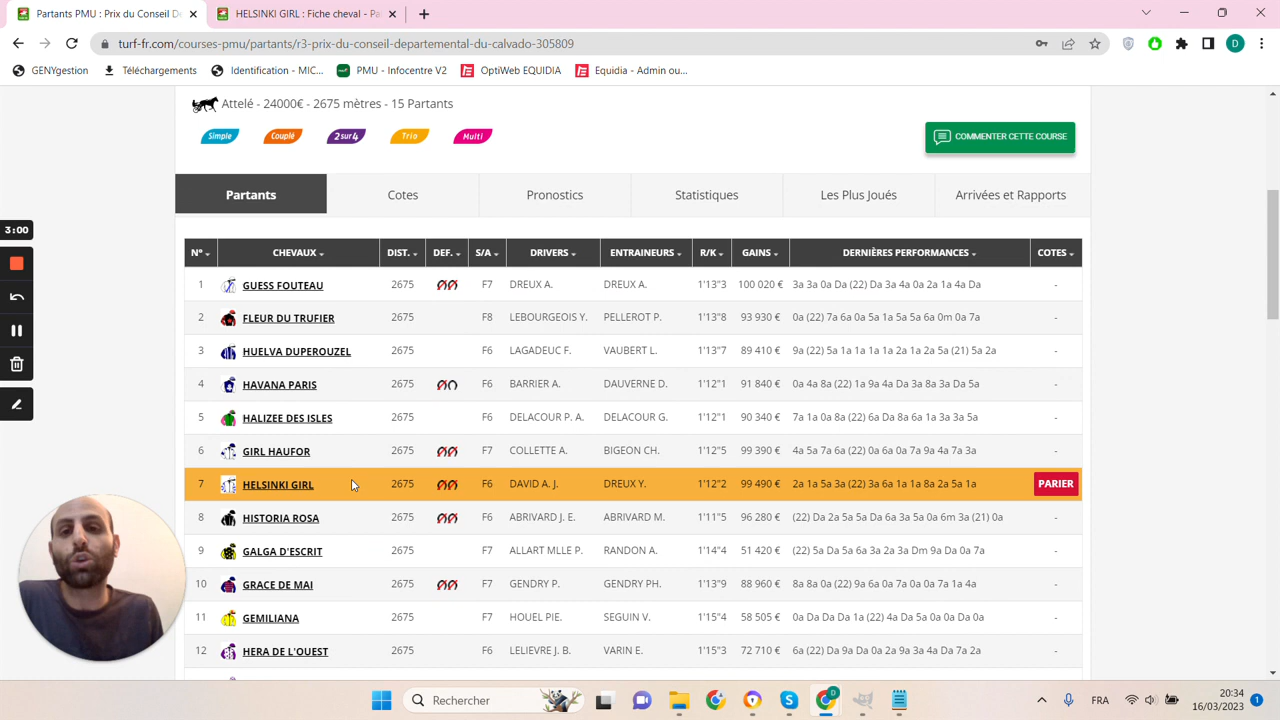 Partants PMU : Prix du Conseil De
HELSINKI GIRL : Fiche cheval - Pa
turf-fr.com/courses-pmu/partants/r3-prix-du-conseil-departemental-du-calvado-305809
D
GENYgestion
Téléchargements
Identification - MIC...
PMU - Infocentre V2
OptiWeb EQUIDIA
Equidia - Admin ou...
Attelé - 24000€ - 2675 mètres - 15 Partants
Simple Couplé 2sur4 Trio Multi
COMMENTER CETTE COURSE
Partants Cotes Pronostics Statistiques Les Plus Joués Arrivées et Rapports
3:00
N° CHEVAUX DIST. DEF. S/A DRIVERS ENTRAINEURS R/K GAINS DERNIÈRES PERFORMANCES COTES
1 GUESS FOUTEAU 2675 F7 DREUX A. DREUX A. 1'13"3 100 020 € 3a 3a 0a Da (22) Da 3a 4a 0a 2a 1a 4a Da -
2 FLEUR DU TRUFIER 2675 F8 LEBOURGEOIS Y. PELLEROT P. 1'13"8 93 930 € 0a (22) 7a 6a 0a 5a 1a 5a 5a 6a 0m 0a 7a -
3 HUELVA DUPEROUZEL 2675 F6 LAGADEUC F. VAUBERT L. 1'13"7 89 410 € 9a (22) 5a 1a 1a 1a 1a 2a 1a 2a 5a (21) 5a 2a -
4 HAVANA PARIS 2675 F6 BARRIER A. DAUVERNE D. 1'12"1 91 840 € 0a 4a 8a (22) 1a 9a 4a Da 3a 8a 3a Da 5a -
5 HALIZEE DES ISLES 2675 F6 DELACOUR P. A. DELACOUR G. 1'12"1 90 340 € 7a 1a 0a 8a (22) 6a Da 8a 6a 1a 3a 3a 5a -
6 GIRL HAUFOR 2675 F7 COLLETTE A. BIGEON CH. 1'13"2 99 390 € 4a 5a 7a 6a (22) 0a 6a 0a 7a 9a 4a 7a 3a -
7 HELSINKI GIRL 2675 F6 DAVID A. J. DREUX Y. 1'12"2 99 490 € 2a 1a 5a 3a (22) 3a 6a 1a 1a 8a 2a 5a 1a PARIER
8 HISTORIA ROSA 2675 F6 ABRIVARD J. E. ABRIVARD M. 1'11"5 96 280 € (22) Da 2a 5a 5a Da 6a 3a 5a 0a 6m 3a (21) 0a -
9 GALGA D'ESCRIT 2675 F7 ALLART MLLE P. RANDON A. 1'14"4 51 420 € (22) 5a Da 5a 6a 3a 2a 3a Dm 9a Da 0a 7a -
10 GRACE DE MAI 2675 F7 GENDRY P. GENDRY PH. 1'13"9 88 960 € 8a 8a 0a (22) 9a 6a 0a 7a 0a 0a 7a 1a 4a -
11 GEMILIANA 2675 F7 HOUEL PIE. SEGUIN V. 1'15"4 58 505 € 0a Da Da Da 1a (22) 4a Da 5a 0a 0a Da 0a -
12 HERA DE L'OUEST 2675 F6 LELIEVRE J. B. VARIN E. 1'15"3 72 710 € 6a (22) Da 9a Da 0a 2a 9a 3a 4a Da 7a 2a -
Rechercher
D
FRA
20:34
16/03/2023
1